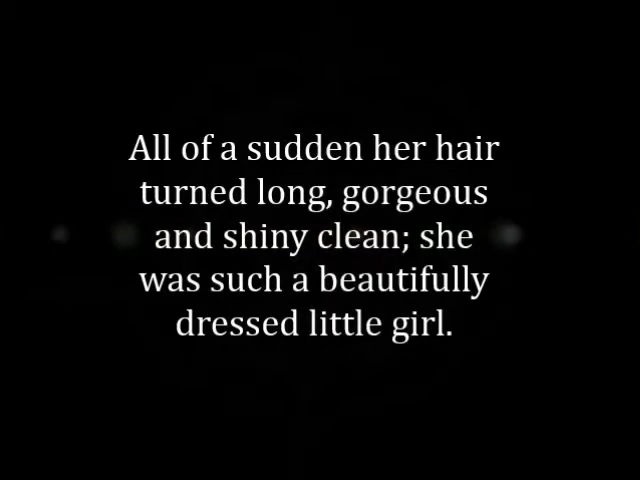 All of a sudden her hair
turned long, gorgeous
and shiny clean; she
was such a beautifully
dressed little girl.